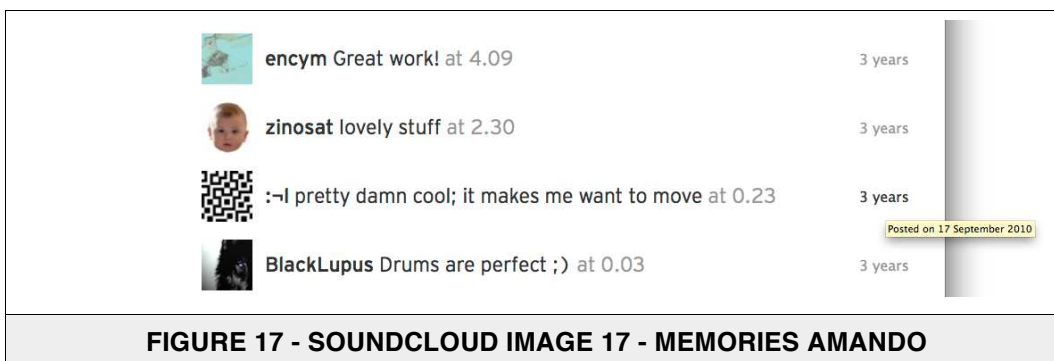 encym Great work! at 4.09 3 years
zinosat lovely stuff at 2.30 3 years
:¬l pretty damn cool; it makes me want to move at 0.23 3 years
Posted on 17 September 2010
BlackLupus Drums are perfect ;) at 0.03 3 years
FIGURE 17 - SOUNDCLOUD IMAGE 17 - MEMORIES AMANDO